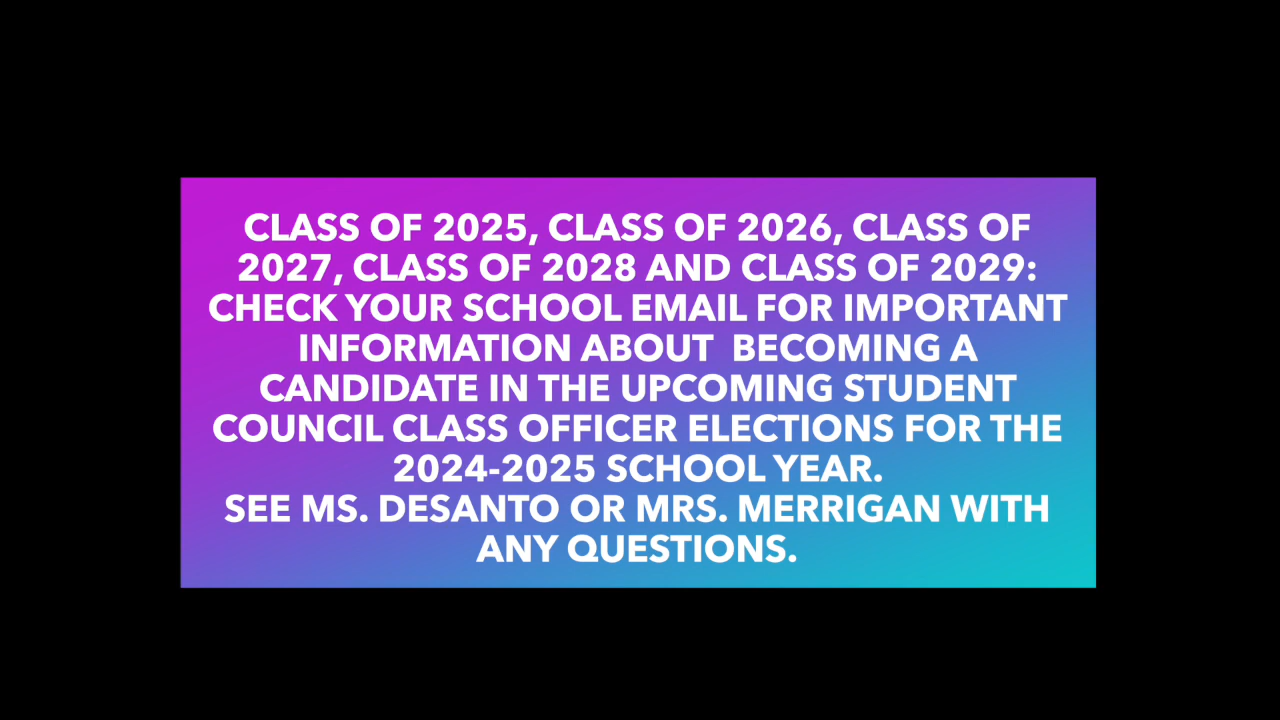 CLASS OF 2025, CLASS OF 2026, CLASS OF
2027, CLASS OF 2028 AND CLASS OF 2029:
CHECK YOUR SCHOOL EMAIL FOR IMPORTANT
INFORMATION ABOUT  BECOMING A
CANDIDATE IN THE UPCOMING STUDENT
COUNCIL CLASS OFFICER ELECTIONS FOR THE
2024-2025 SCHOOL YEAR.
SEE MS. DESANTO OR MRS. MERRIGAN WITH
ANY QUESTIONS.